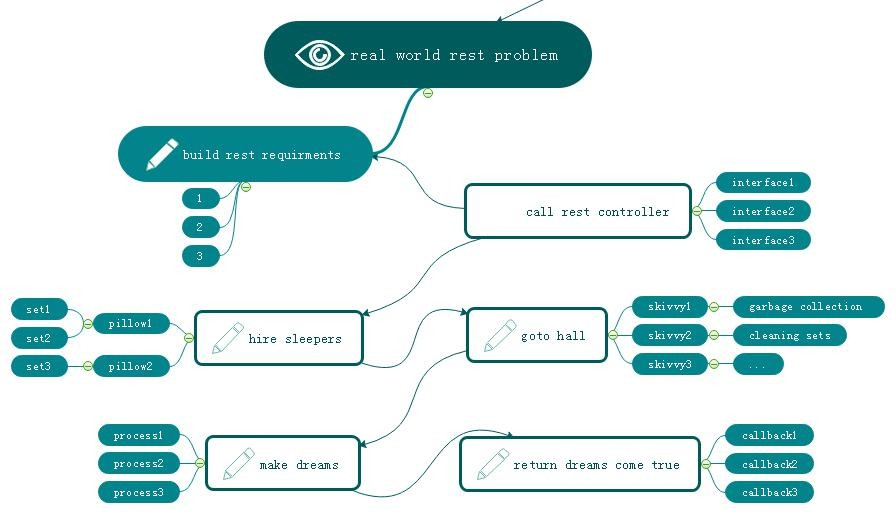 real world rest problem
build rest requirments
1
2
3
call rest controller
interface1
interface2
interface3
set1
set2
set3
pillow1
pillow2
hire sleepers
goto hall
skivvy1
garbage collection
skivvy2
cleaning sets
skivvy3
...
process1
process2
process3
make dreams
return dreams come true
callback1
callback2
callback3